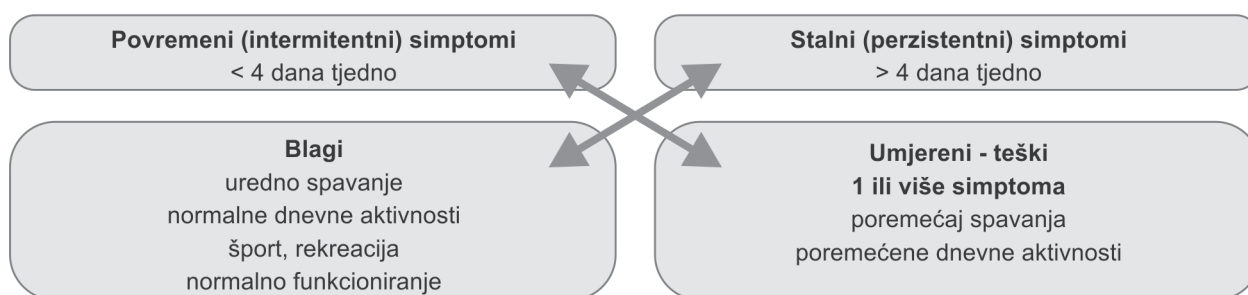 Povremeni (intermitentni) simptomi
< 4 dana tjedno
Stalni (perzistentni) simptomi
> 4 dana tjedno
Blagi
uredno spavanje
normalne dnevne aktivnosti
šport, rekreacija
normalno funkcioniranje
Umjereni - teški
1 ili više simptoma
poremećaj spavanja
poremećene dnevne aktivnosti